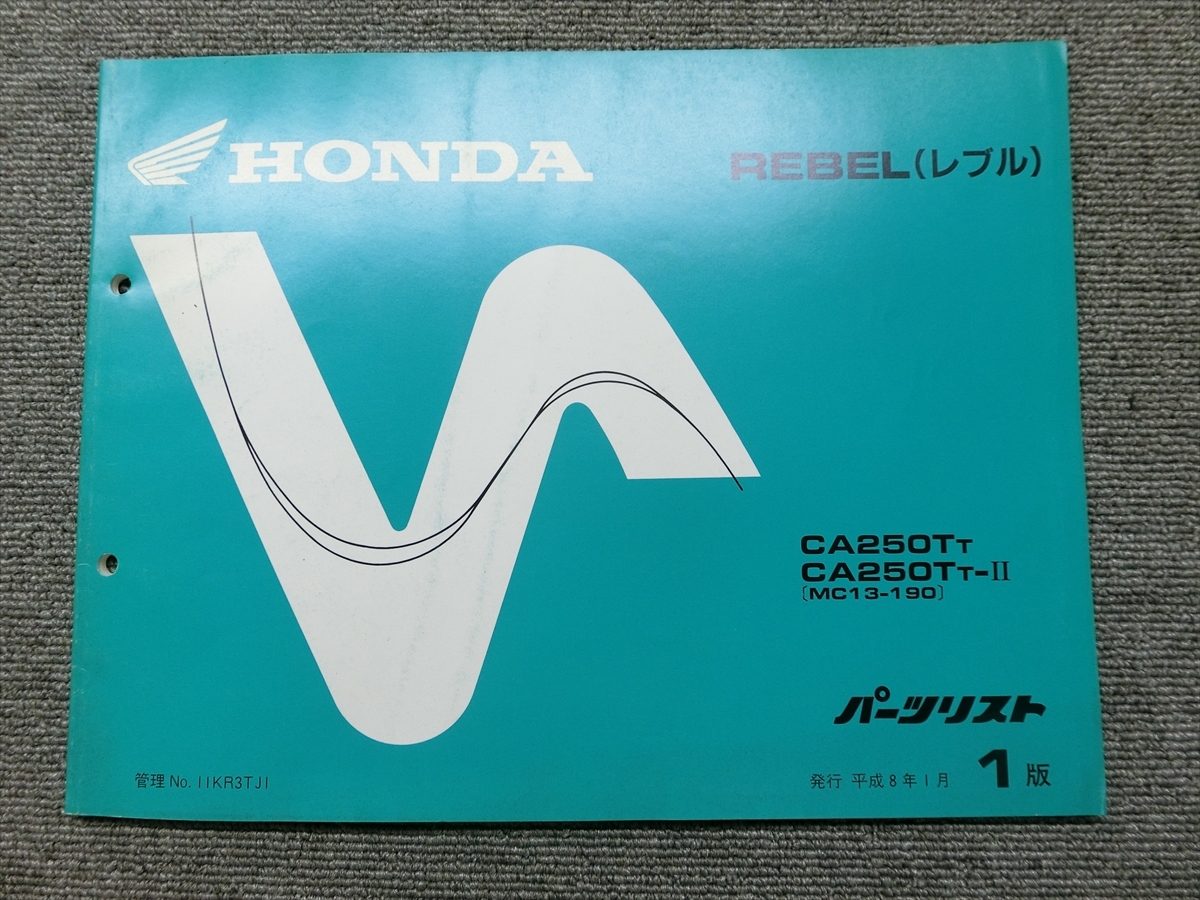 HONDA
REBEL(レブル)
CA250TT
CA250TT-II
〔MC13-190〕
パーツリスト
管理 No. 11KR3TJ1
発行 平成8年1月 1版